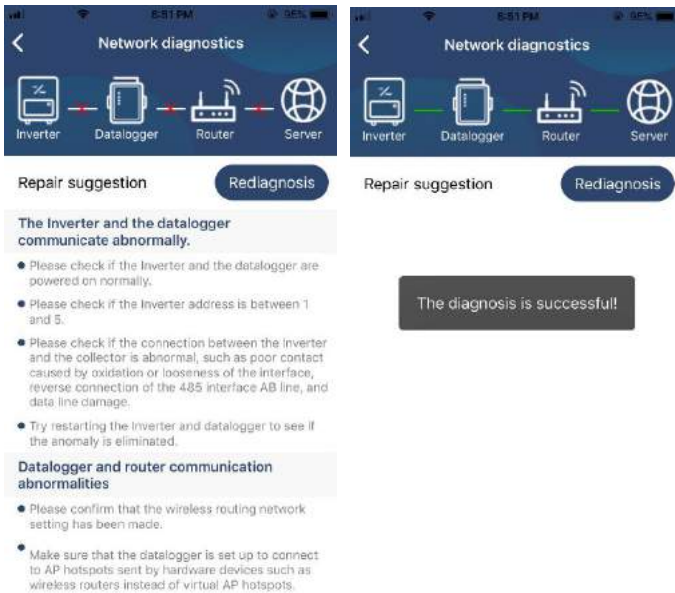 6:51 PM
95%
Network diagnostics
Inverter
Datalogger
Router
Server
Repair suggestion
Rediagnosis
The Inverter and the datalogger
communicate abnormally.
Please check if the Inverter and the datalogger are
powered on normally.
Please check if the Inverter address is between 1
and 5.
Please check if the connection between the Inverter
and the collector is abnormal, such as poor contact
caused by oxidation or looseness of the interface,
reverse connection of the 485 interface AB line, and
data line damage.
Try restarting the Inverter and datalogger to see if
the anomaly is eliminated.
Datalogger and router communication
abnormalities
Please confirm that the wireless routing network
setting has been made.
Make sure that the datalogger is set up to connect
to AP hotspots sent by hardware devices such as
wireless routers instead of virtual AP hotspots.
6:51 PM
95%
Network diagnostics
Inverter
Datalogger
Router
Server
Repair suggestion
Rediagnosis
The diagnosis is successful!